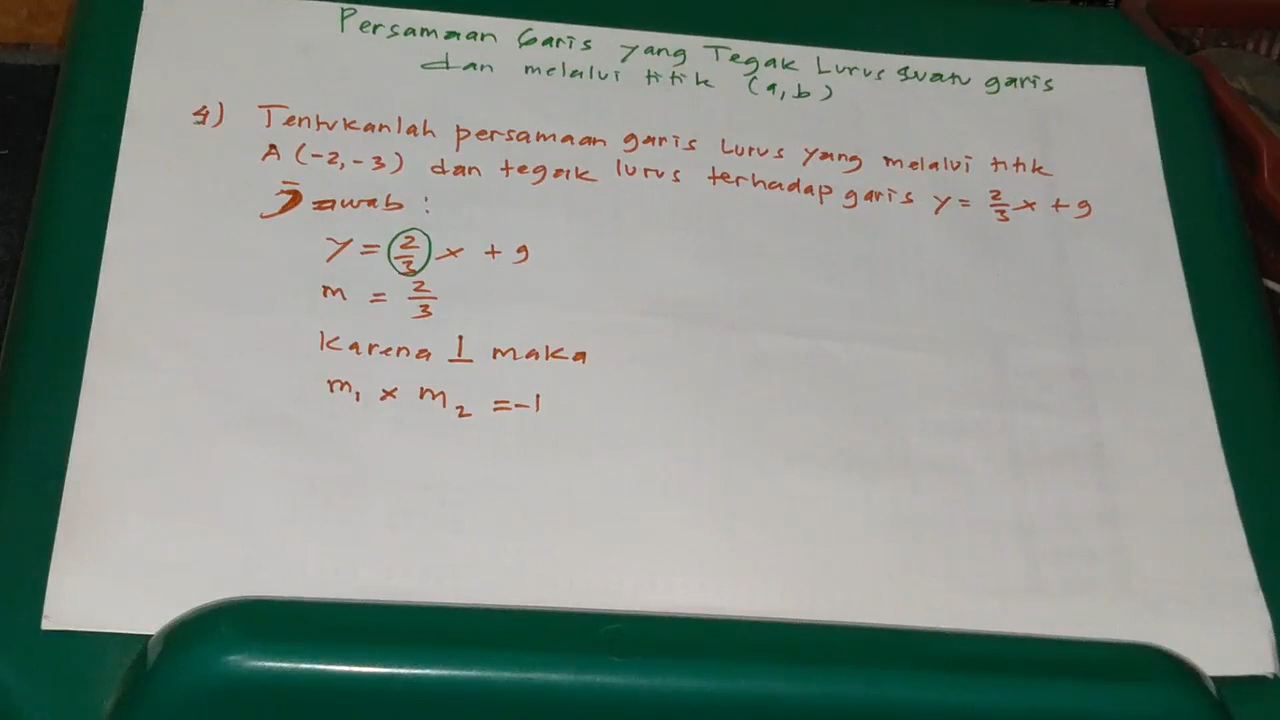 Persamaan Garis yang Tegak Lurus suatu garis
dan melalui titik (a,b)
4) Tentukanlah persamaan garis lurus yang melalui titik
A (-2,-3) dan tegak lurus terhadap garis y = 2/3 x + 9
Jawab :
y = 2/3 x + 9
m = 2/3
karena ⊥ maka
m₁ × m₂ = -1